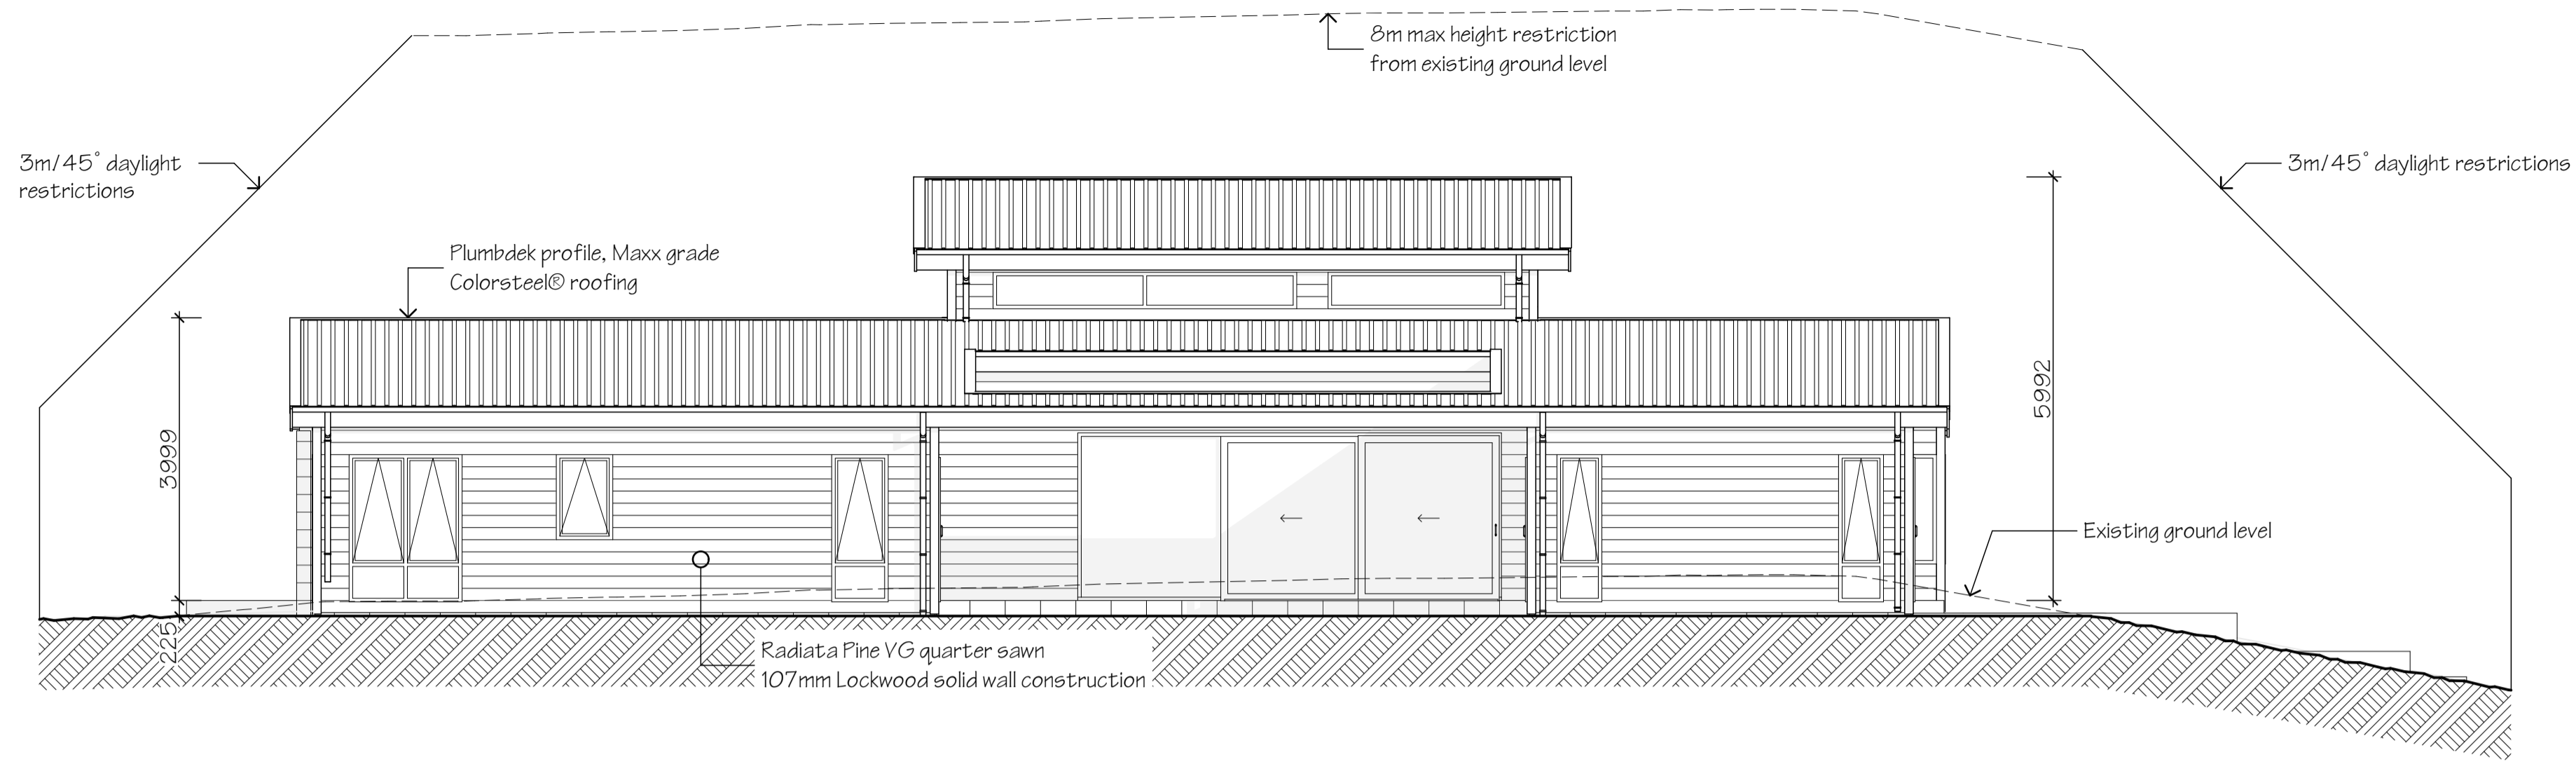 8m max height restriction
from existing ground level
3m/45° daylight
restrictions
3m/45° daylight restrictions
Plumbdek profile, Maxx grade
Colorsteel® roofing
3999
5992
Existing ground level
225
Radiata Pine VG quarter sawn
107mm Lockwood solid wall construction